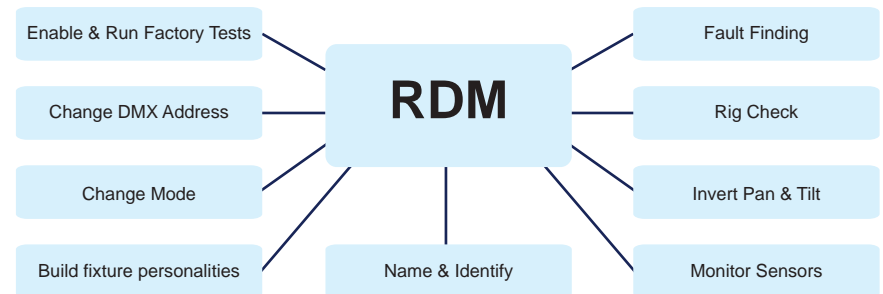 Enable & Run Factory Tests
Fault Finding
RDM
Change DMX Address
Rig Check
Change Mode
Invert Pan & Tilt
Build fixture personalities
Name & Identify
Monitor Sensors